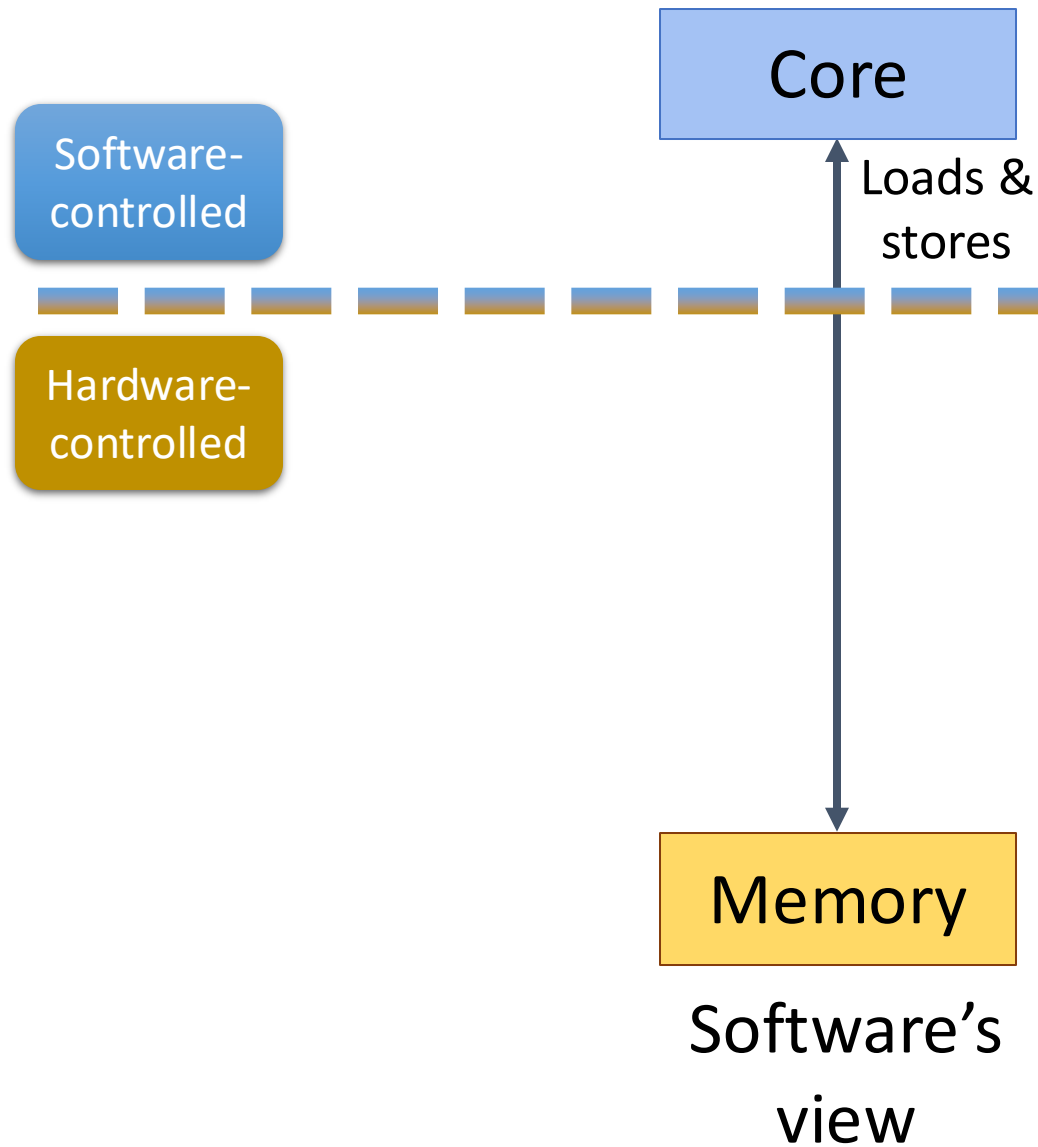 Core
Software-
controlled
Loads &
stores
Hardware-
controlled
Memory
Software’s
view